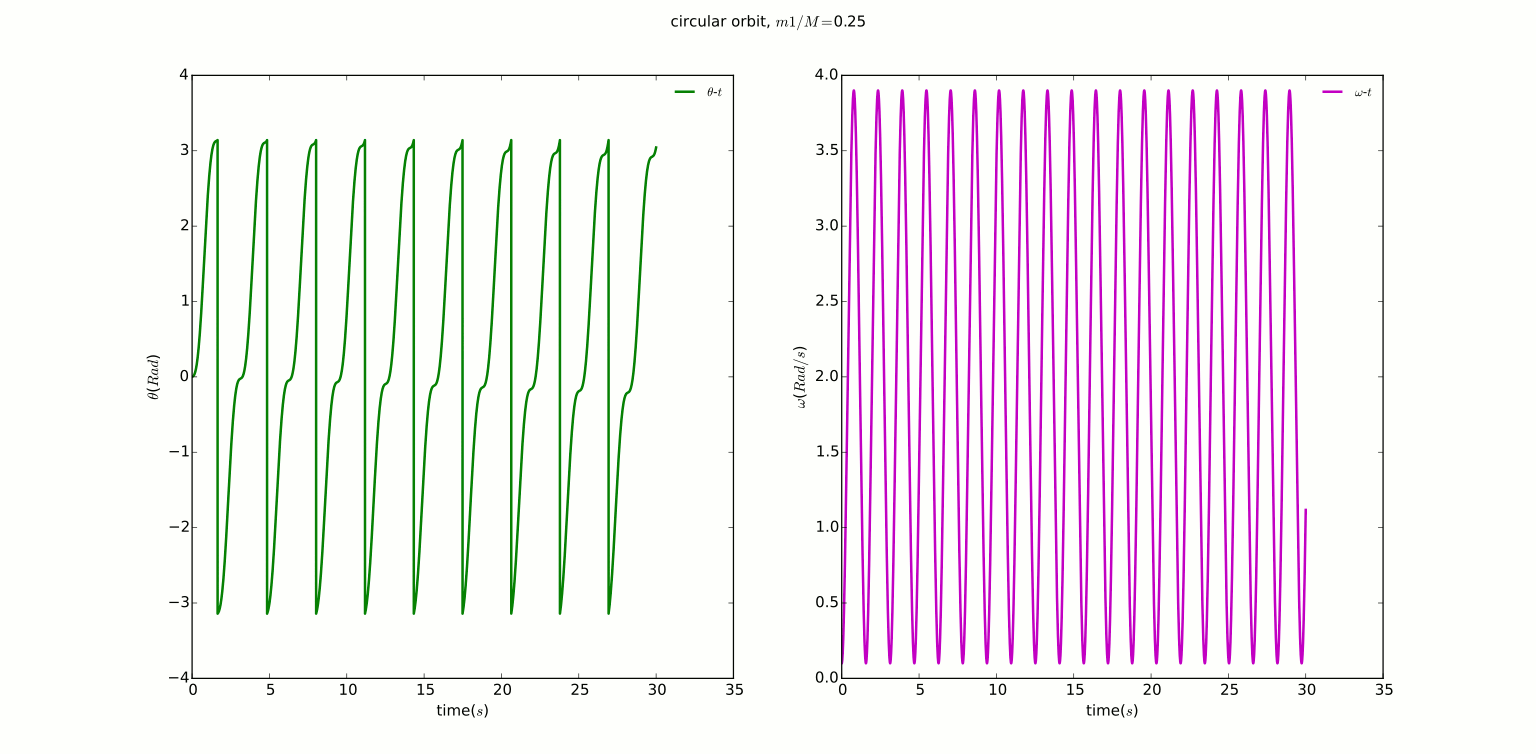 circular orbit, m1/M=0.25
θ-t
4
3
2
1
0
−1
−2
−3
−4
θ(Rad)
0 5 10 15 20 25 30 35
time(s)
ω-t
4.0
3.5
3.0
2.5
2.0
1.5
1.0
0.5
0.0
ω(Rad/s)
0 5 10 15 20 25 30 35
time(s)